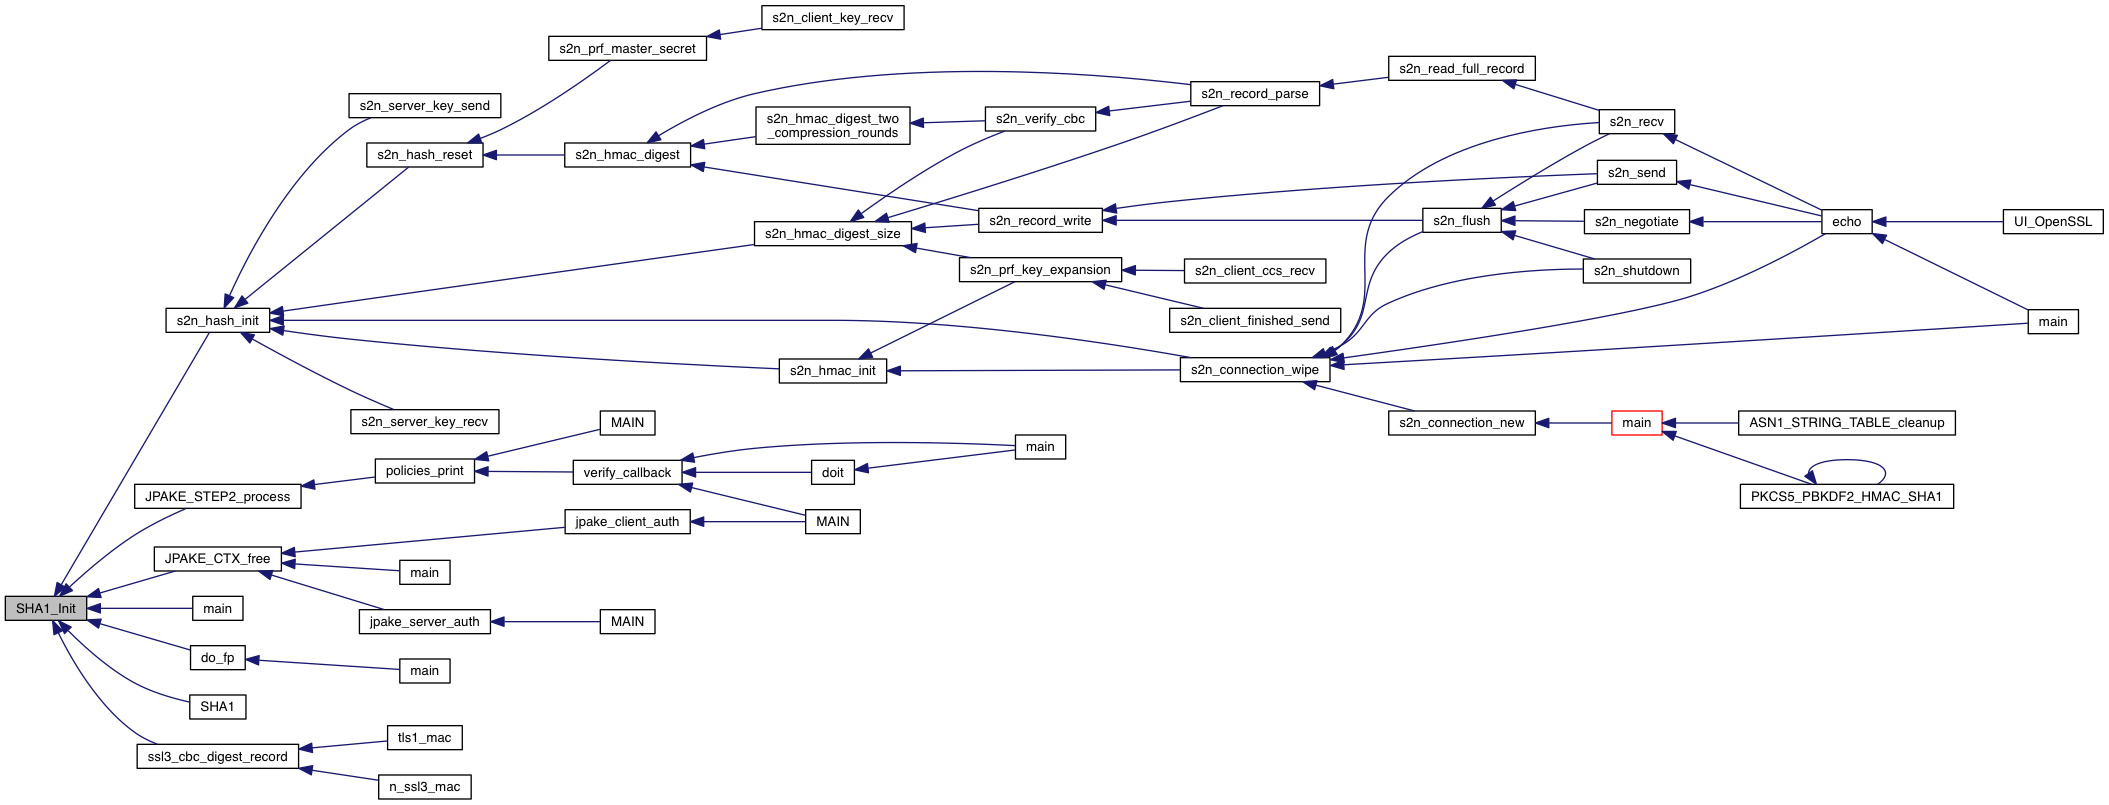 s2n_client_key_recv
s2n_prf_master_secret
s2n_read_full_record
s2n_server_key_send
s2n_record_parse
s2n_hmac_digest_two
_compression_rounds
s2n_verify_cbc
s2n_recv
s2n_hash_reset
s2n_hmac_digest
s2n_send
s2n_hmac_digest_size
s2n_record_write
s2n_flush
s2n_negotiate
echo
UI_OpenSSL
s2n_prf_key_expansion
s2n_client_ccs_recv
s2n_shutdown
s2n_hash_init
s2n_client_finished_send
main
s2n_hmac_init
s2n_connection_wipe
s2n_server_key_recv
MAIN
s2n_connection_new
main
ASN1_STRING_TABLE_cleanup
policies_print
verify_callback
doit
main
JPAKE_STEP2_process
PKCS5_PBKDF2_HMAC_SHA1
jpake_client_auth
MAIN
JPAKE_CTX_free
main
SHA1_Init
main
jpake_server_auth
MAIN
do_fp
main
SHA1
tls1_mac
ssl3_cbc_digest_record
n_ssl3_mac